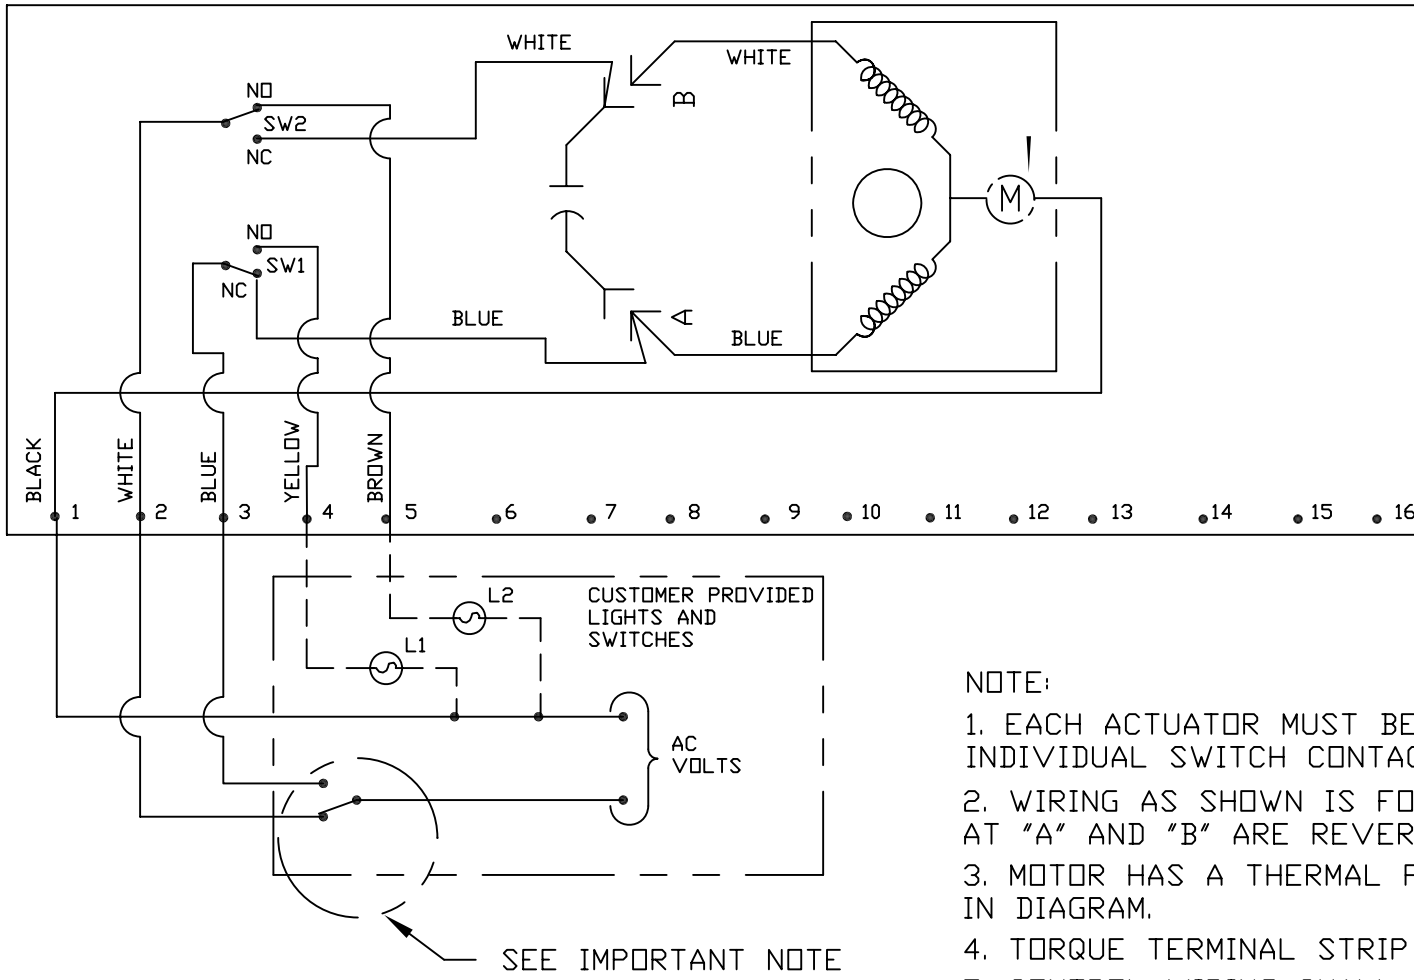 WHITE
WHITE
B
NO
SW2
NC
M
NO
SW1
NC
BLUE
A
BLUE
BLACK
WHITE
BLUE
YELLOW
BROWN
1 2 3 4 5 6 7 8 9 10 11 12 13 14 15 16
L2
L1
CUSTOMER PROVIDED
LIGHTS AND
SWITCHES
AC
VOLTS
SEE IMPORTANT NOTE
NOTE:
1. EACH ACTUATOR MUST BE
INDIVIDUAL SWITCH CONTAC
2. WIRING AS SHOWN IS FO
AT "A" AND "B" ARE REVER
3. MOTOR HAS A THERMAL
IN DIAGRAM.
4. TORQUE TERMINAL STRIP